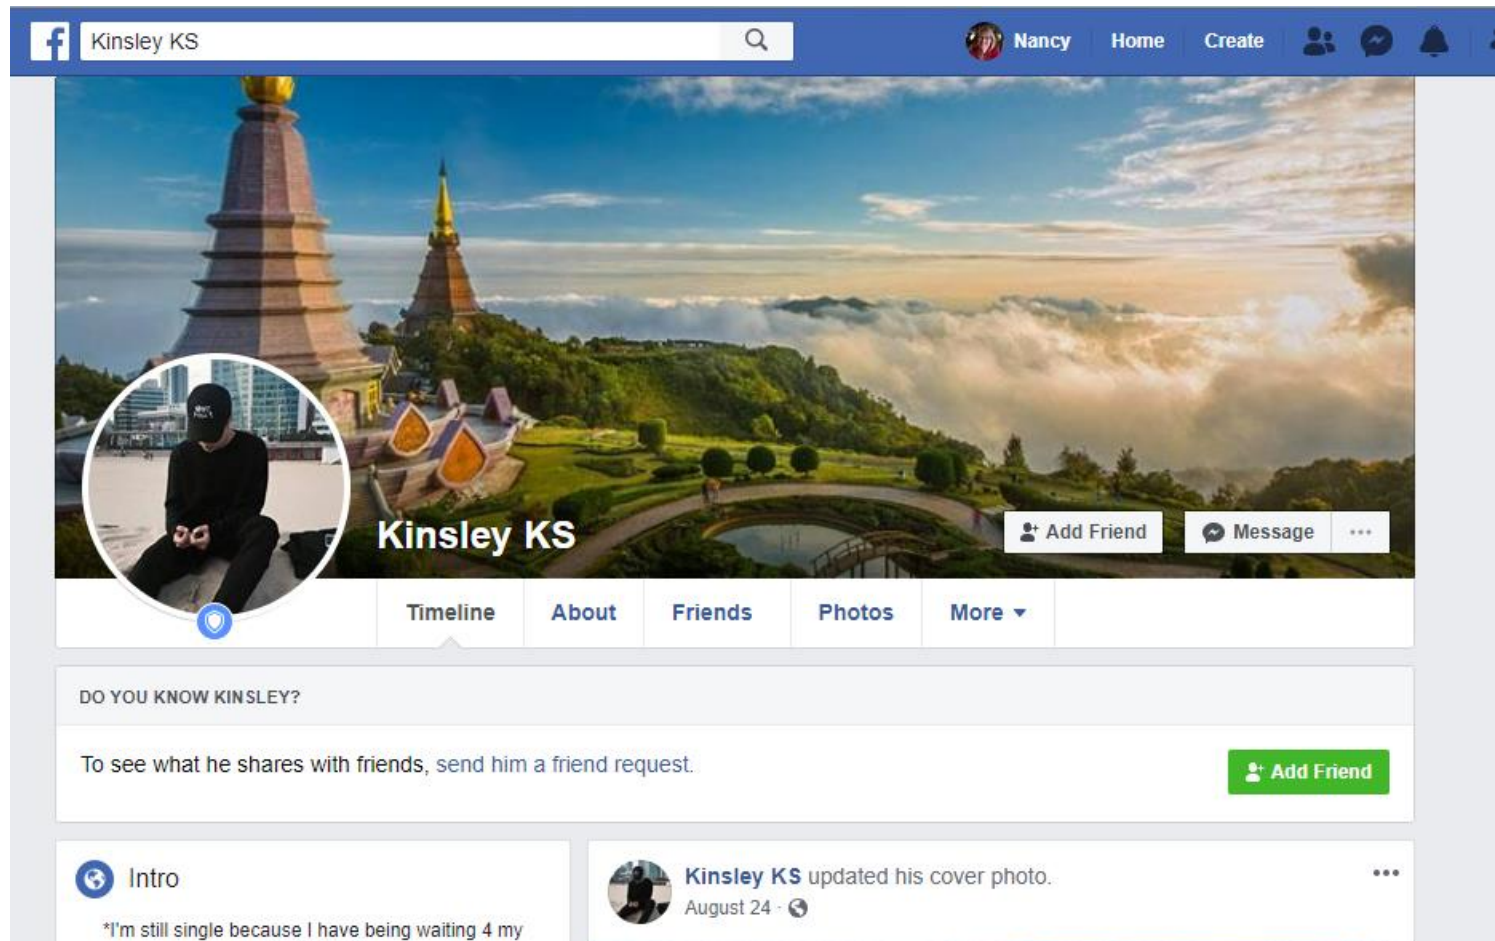 f Kinsley KS Nancy Home Create
Kinsley KS
Add Friend Message ...
Timeline About Friends Photos More
DO YOU KNOW KINSLEY?
To see what he shares with friends, send him a friend request.
Add Friend
Intro
Kinsley KS updated his cover photo.
August 24 ·
*I'm still single because I have being waiting 4 my